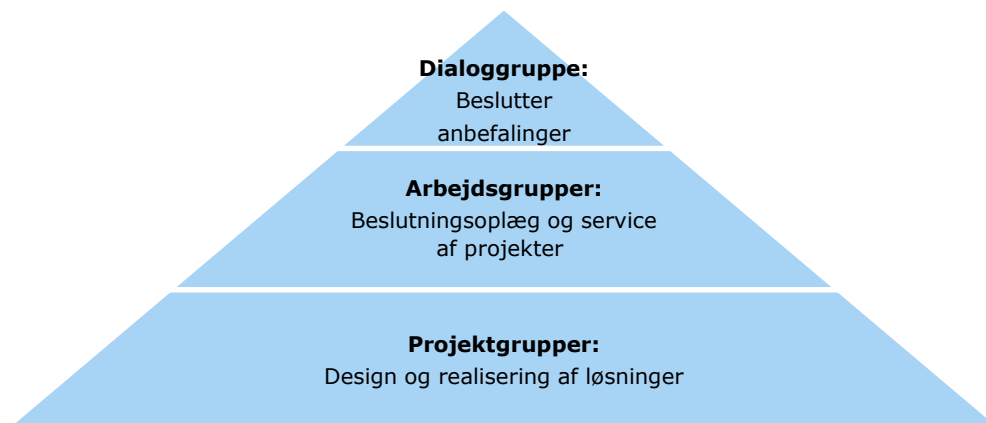 Dialoggruppe:
Beslutter
anbefalinger
Arbejdsgrupper:
Beslutningsoplæg og service
af projekter
Projektgrupper:
Design og realisering af løsninger